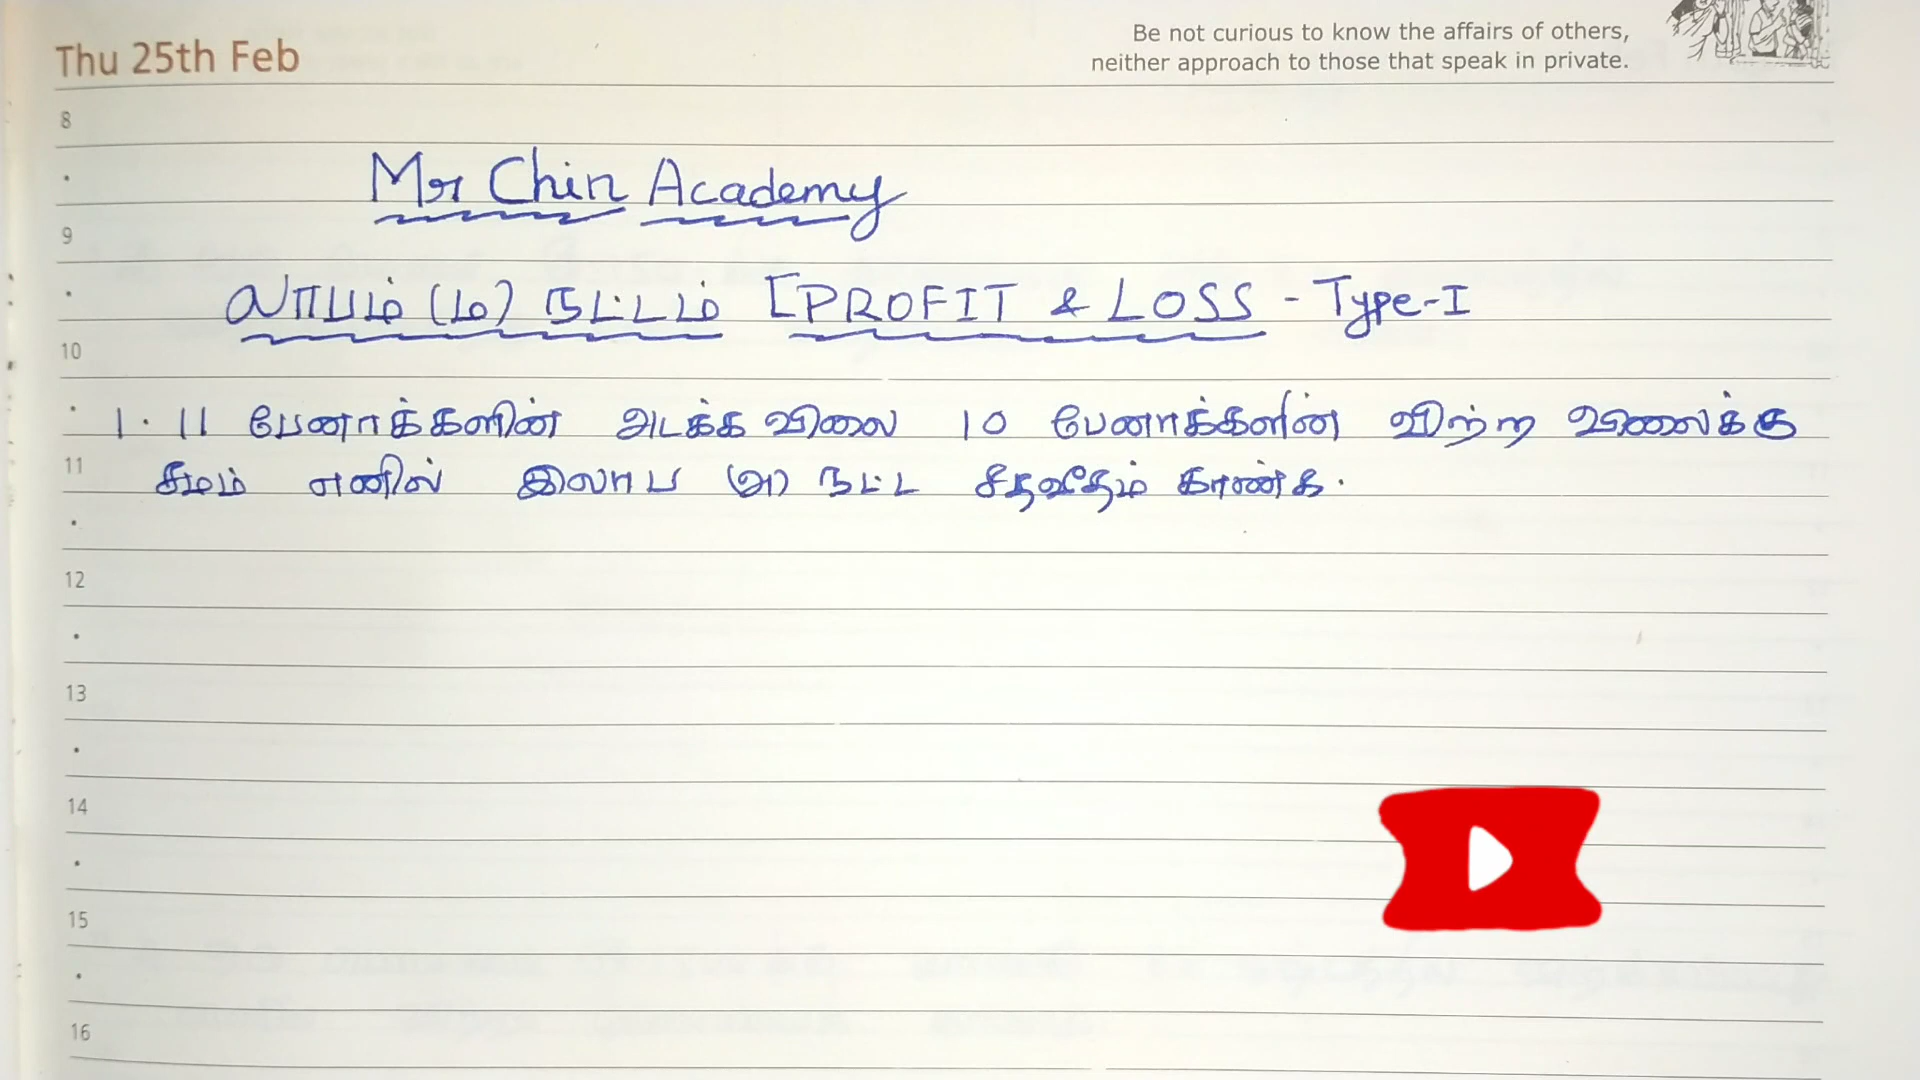 Thu 25th Feb
Be not curious to know the affairs of others,
neither approach to those that speak in private.
8
Mr Chin Academy
9
லாபம் (ம) நட்டம் [PROFIT & LOSS - Type-I
10
1. 11 பேனாக்களின் அடக்க விலை 10 பேனாக்களின் விற்ற விலைக்கு
11
சமம் எனில் இலாப (அ) நட்ட சதவீதம் காண்க.
12
13
14
15
16